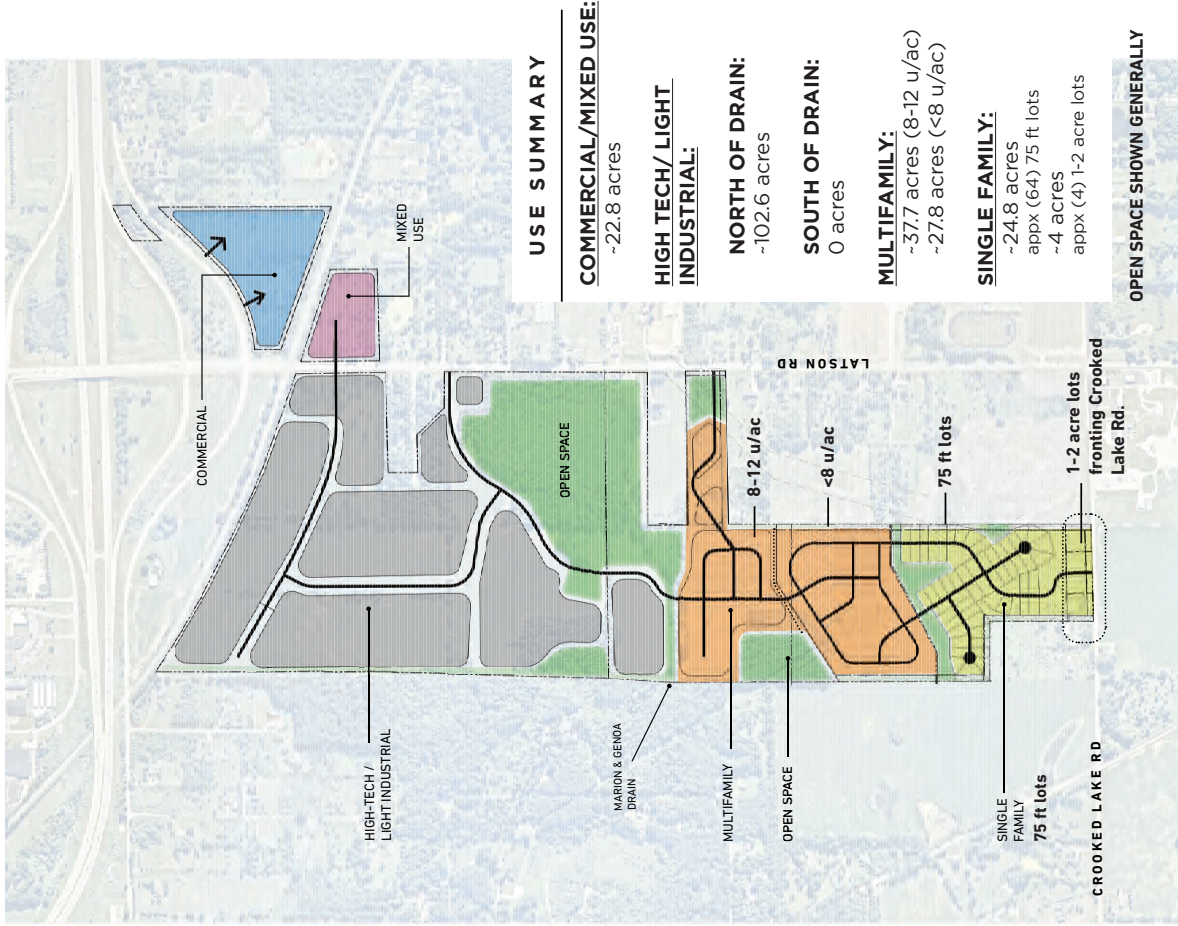 COMMERCIAL
MIXED
USE
HIGH-TECH /
LIGHT INDUSTRIAL
OPEN SPACE
LATSON RD
MARION & GENOA
DRAIN
MULTIFAMILY
OPEN SPACE
8-12 u/ac
<8 u/ac
75 ft lots
SINGLE
FAMILY
75 ft lots
1-2 acre lots
fronting Crooked
Lake Rd.
CROOKED LAKE RD
USE SUMMARY
COMMERCIAL/MIXED USE:
~22.8 acres
HIGH TECH/ LIGHT
INDUSTRIAL:
NORTH OF DRAIN:
~102.6 acres
SOUTH OF DRAIN:
0 acres
MULTIFAMILY:
~37.7 acres (8-12 u/ac)
~27.8 acres (<8 u/ac)
SINGLE FAMILY:
~24.8 acres
appx (64) 75 ft lots
~4 acres
appx (4) 1-2 acre lots
OPEN SPACE SHOWN GENERALLY